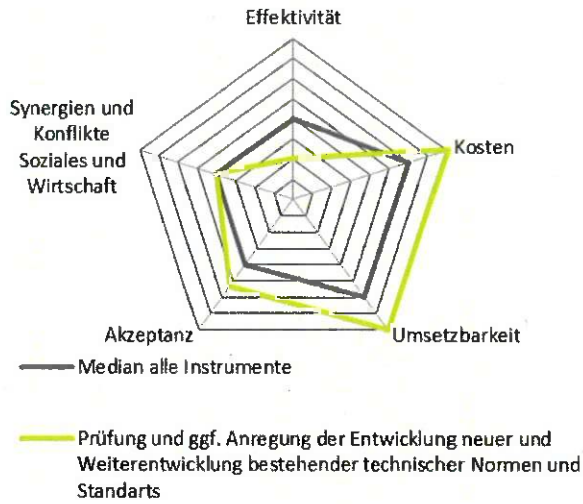 Effektivität
Synergien und
Konflikte
Soziales und
Wirtschaft
Kosten
Akzeptanz
Umsetzbarkeit
Median alle Instrumente
Prüfung und ggf. Anregung der Entwicklung neuer und
Weiterentwicklung bestehender technischer Normen und
Standarts